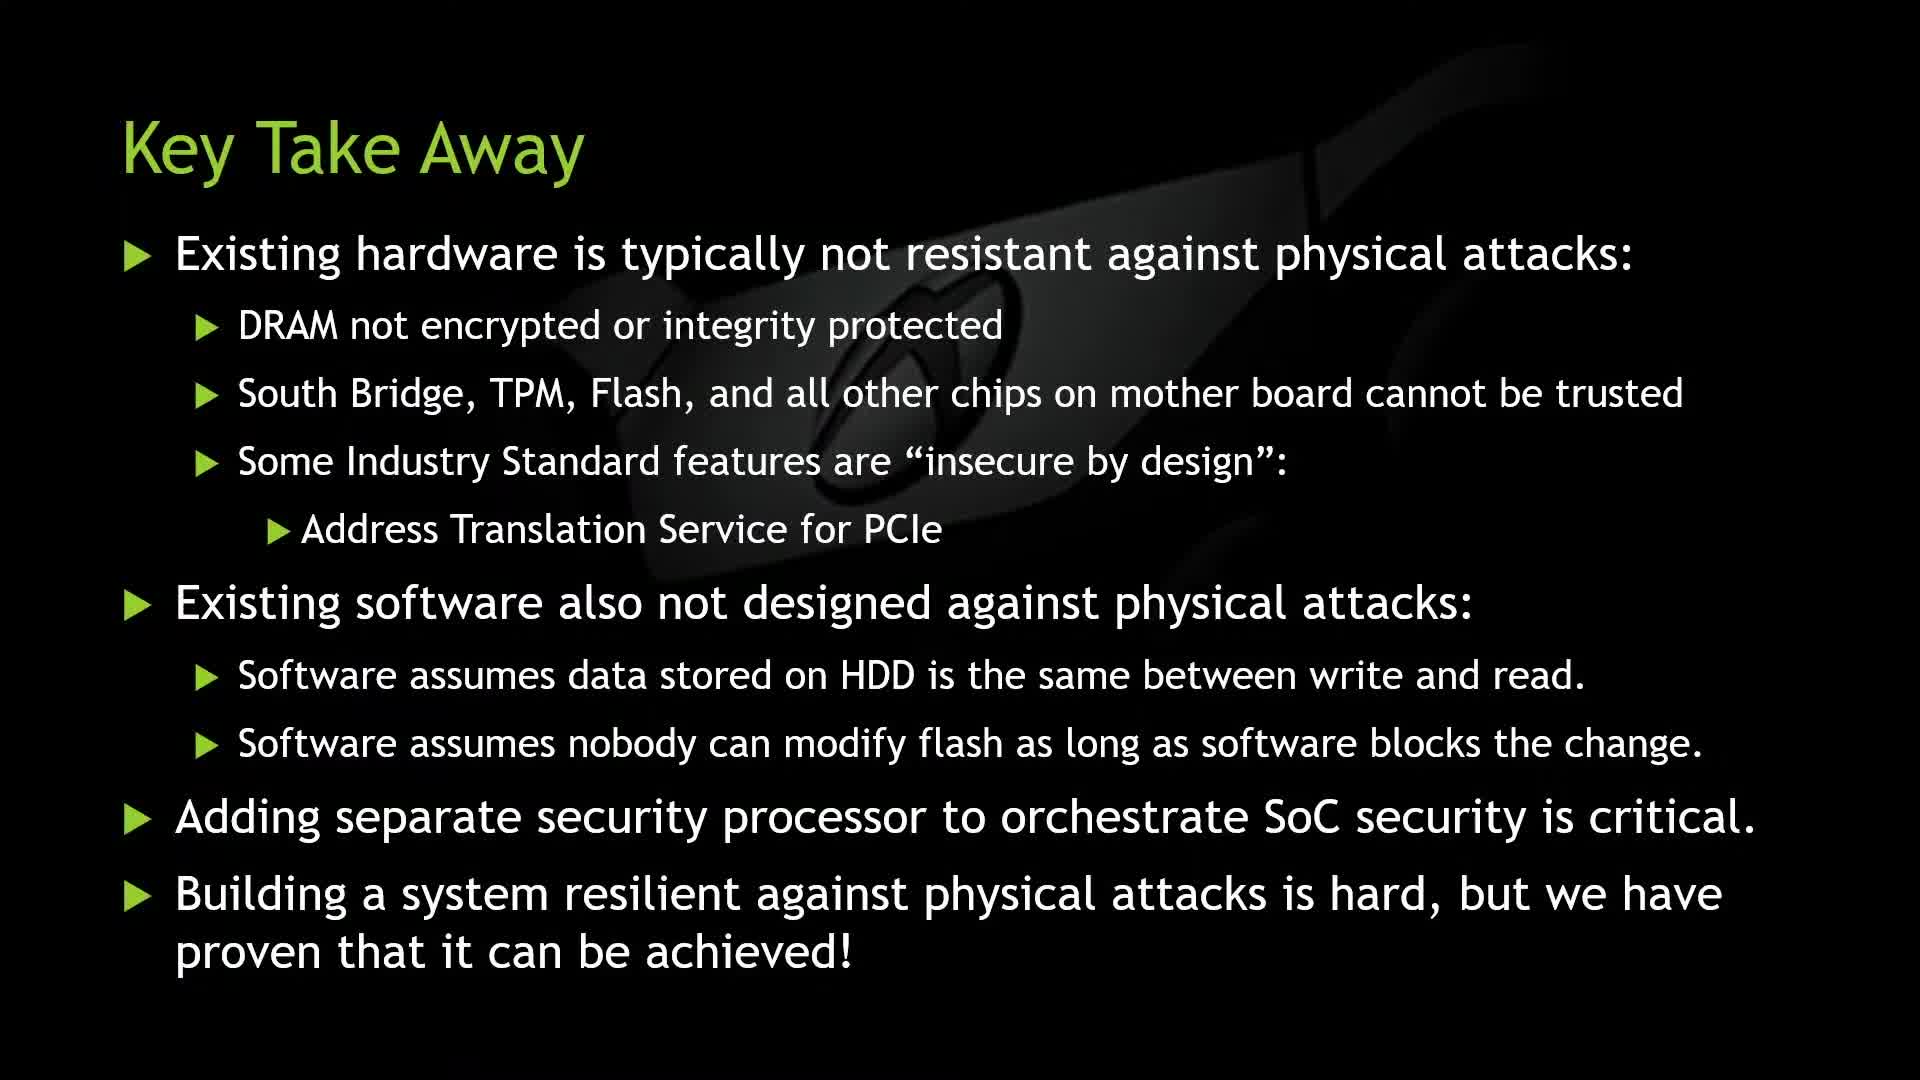 Key Take Away
Existing hardware is typically not resistant against physical attacks:
DRAM not encrypted or integrity protected
South Bridge, TPM, Flash, and all other chips on mother board cannot be trusted
Some Industry Standard features are “insecure by design”:
Address Translation Service for PCIe
Existing software also not designed against physical attacks:
Software assumes data stored on HDD is the same between write and read.
Software assumes nobody can modify flash as long as software blocks the change.
Adding separate security processor to orchestrate SoC security is critical.
Building a system resilient against physical attacks is hard, but we have
proven that it can be achieved!